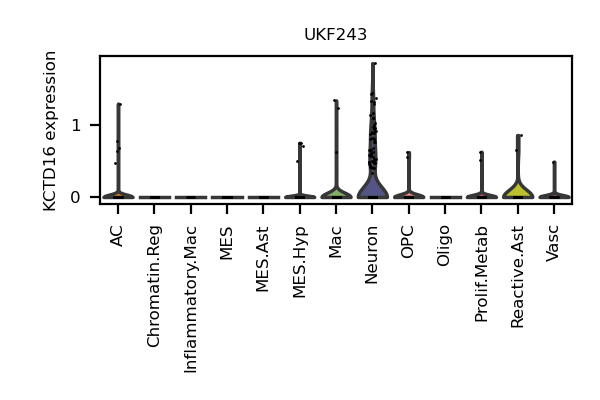 UKF243
KCTD16 expression
1
0
AC
Chromatin.Reg
Inflammatory.Mac
MES
MES.Ast
MES.Hyp
Mac
Neuron
OPC
Oligo
Prolif.Metab
Reactive.Ast
Vasc